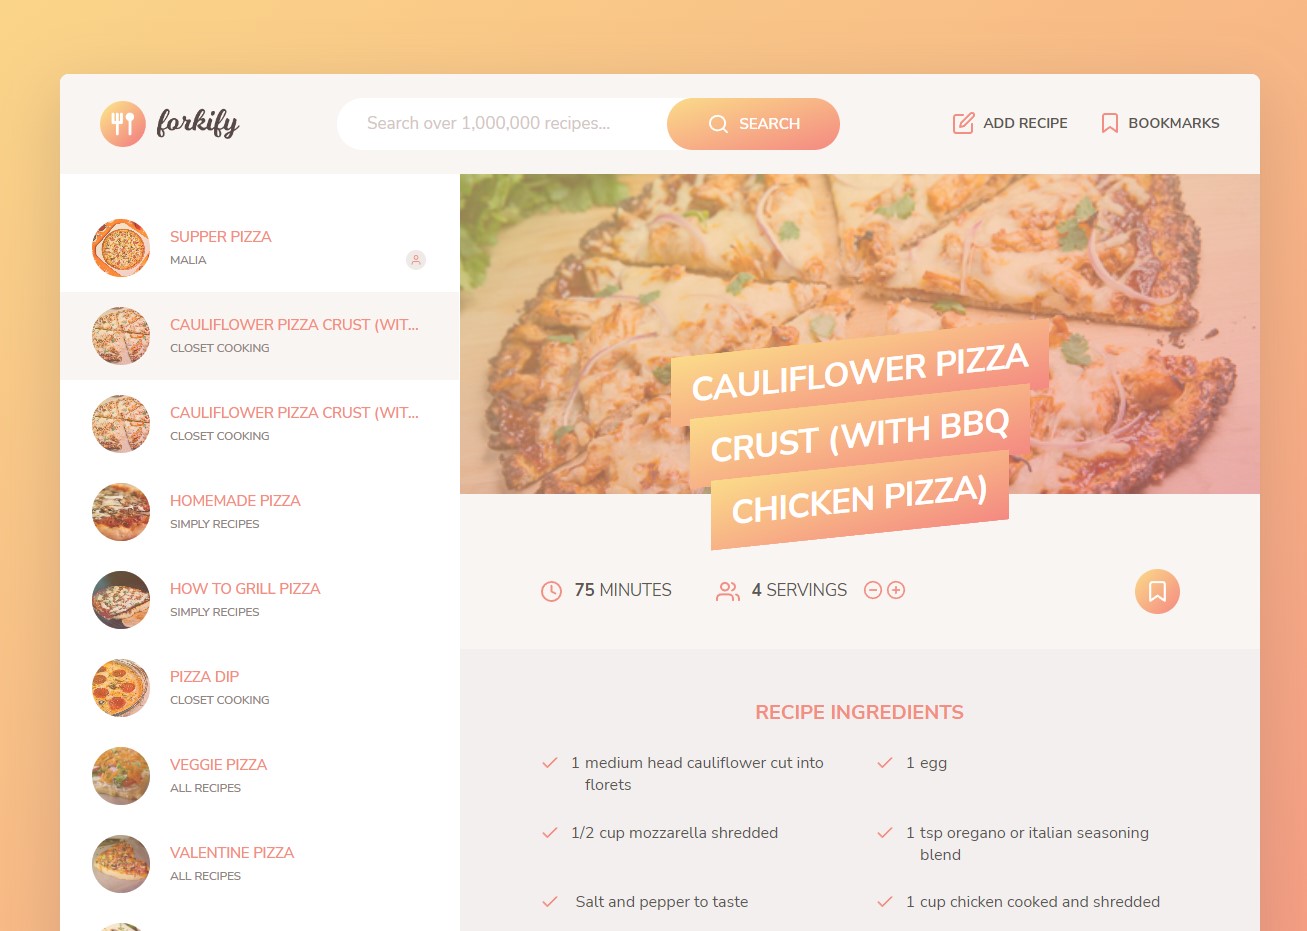 forkify
Search over 1,000,000 recipes...
SEARCH
ADD RECIPE
BOOKMARKS
SUPPER PIZZA
MALIA
CAULIFLOWER PIZZA CRUST (WIT...
CLOSET COOKING
CAULIFLOWER PIZZA CRUST (WIT...
CLOSET COOKING
HOMEMADE PIZZA
SIMPLY RECIPES
HOW TO GRILL PIZZA
SIMPLY RECIPES
PIZZA DIP
CLOSET COOKING
VEGGIE PIZZA
ALL RECIPES
VALENTINE PIZZA
ALL RECIPES
CAULIFLOWER PIZZA
CRUST (WITH BBQ
CHICKEN PIZZA)
75 MINUTES
4 SERVINGS
RECIPE INGREDIENTS
1 medium head cauliflower cut into
florets
1 egg
1/2 cup mozzarella shredded
1 tsp oregano or italian seasoning
blend
Salt and pepper to taste
1 cup chicken cooked and shredded